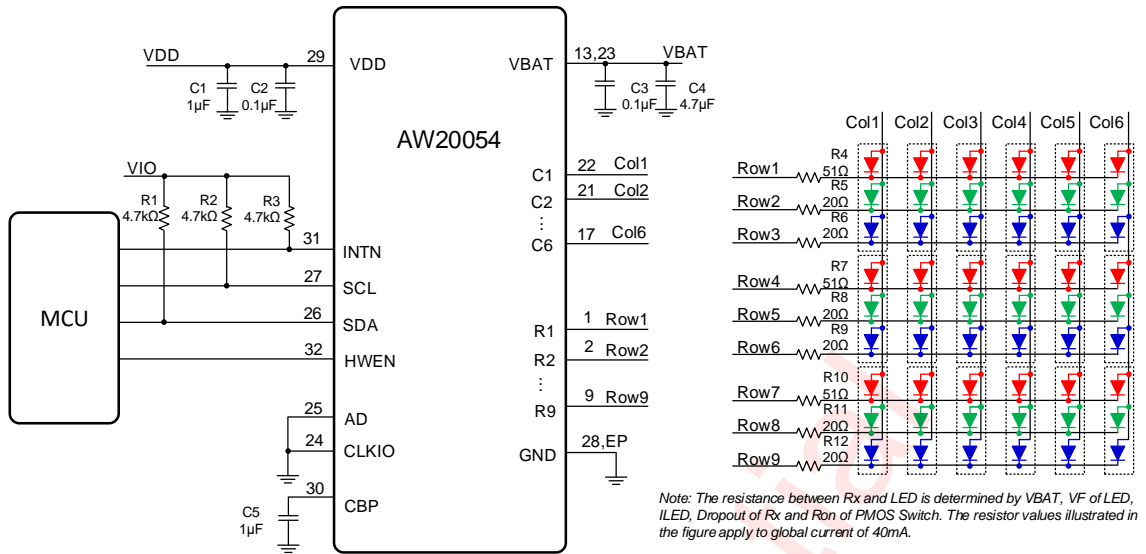 VDD
29
VDD
C1
1µF
C2
0.1µF
VBAT
13,23
VBAT
C3
0.1µF
C4
4.7µF
AW20054
VIO
R1
4.7kΩ
R2
4.7kΩ
R3
4.7kΩ
MCU
31
INTN
27
SCL
26
SDA
32
HWEN
25
AD
24
CLKIO
30
CBP
C5
1µF
C1
22
Col1
C2
21
Col2
⋮
C6
17
Col6
R1
1
Row1
R2
2
Row2
⋮
R9
9
Row9
GND
28,EP
Col1 Col2 Col3 Col4 Col5 Col6
Row1
R4
51Ω
Row2
R5
20Ω
Row3
R6
20Ω
Row4
R7
51Ω
Row5
R8
20Ω
Row6
R9
20Ω
Row7
R10
51Ω
Row8
R11
20Ω
Row9
R12
20Ω
Note: The resistance between Rx and LED is determined by VBAT, VF of LED,
ILED, Dropout of Rx and Ron of PMOS Switch. The resistor values illustrated in
the figure apply to global current of 40mA.